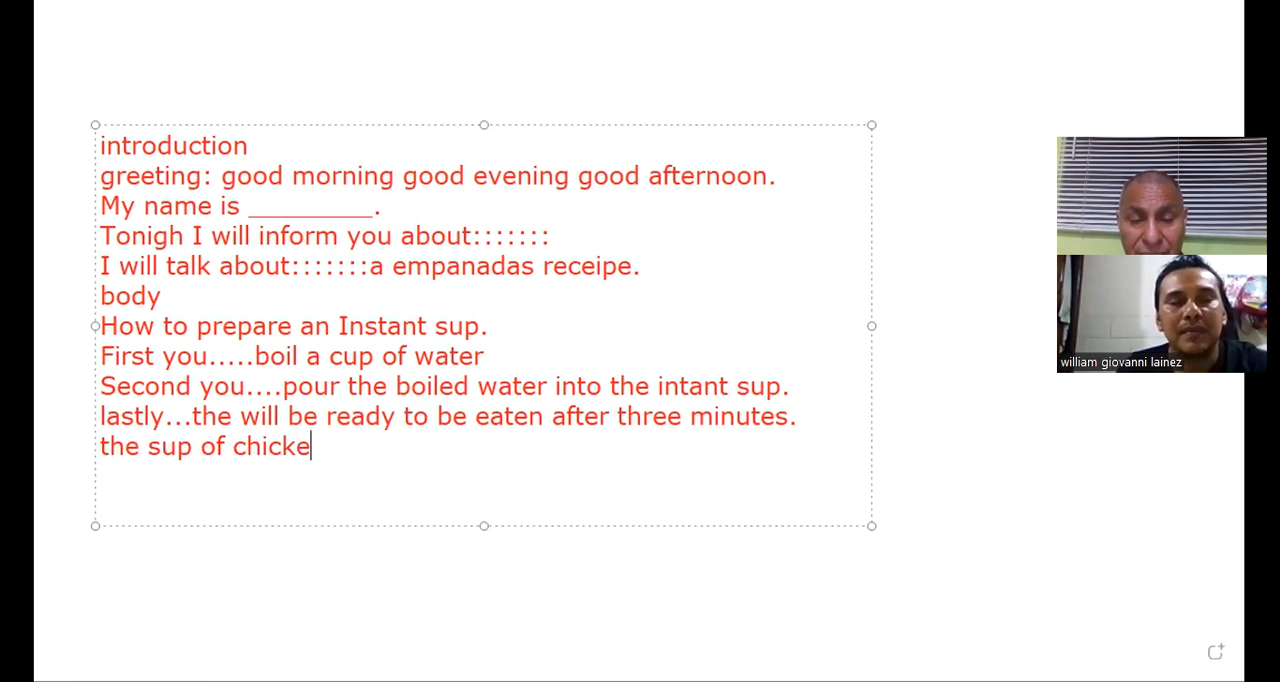 introduction
greeting: good morning good evening good afternoon.
My name is _________.
Tonigh I will inform you about:::::::
I will talk about:::::::a empanadas receipe.
body
How to prepare an Instant sup.
First you.....boil a cup of water
Second you....pour the boiled water into the intant sup.
lastly...the will be ready to be eaten after three minutes.
the sup of chicke
william giovanni lainez